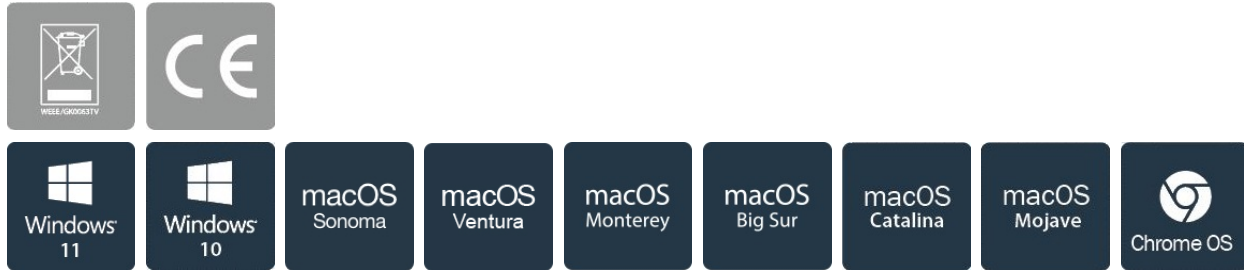 WEEE/GK0083TV
CE
Windows
11
Windows
10
macOS
Sonoma
macOS
Ventura
macOS
Monterey
macOS
Big Sur
macOS
Catalina
macOS
Mojave
Chrome OS